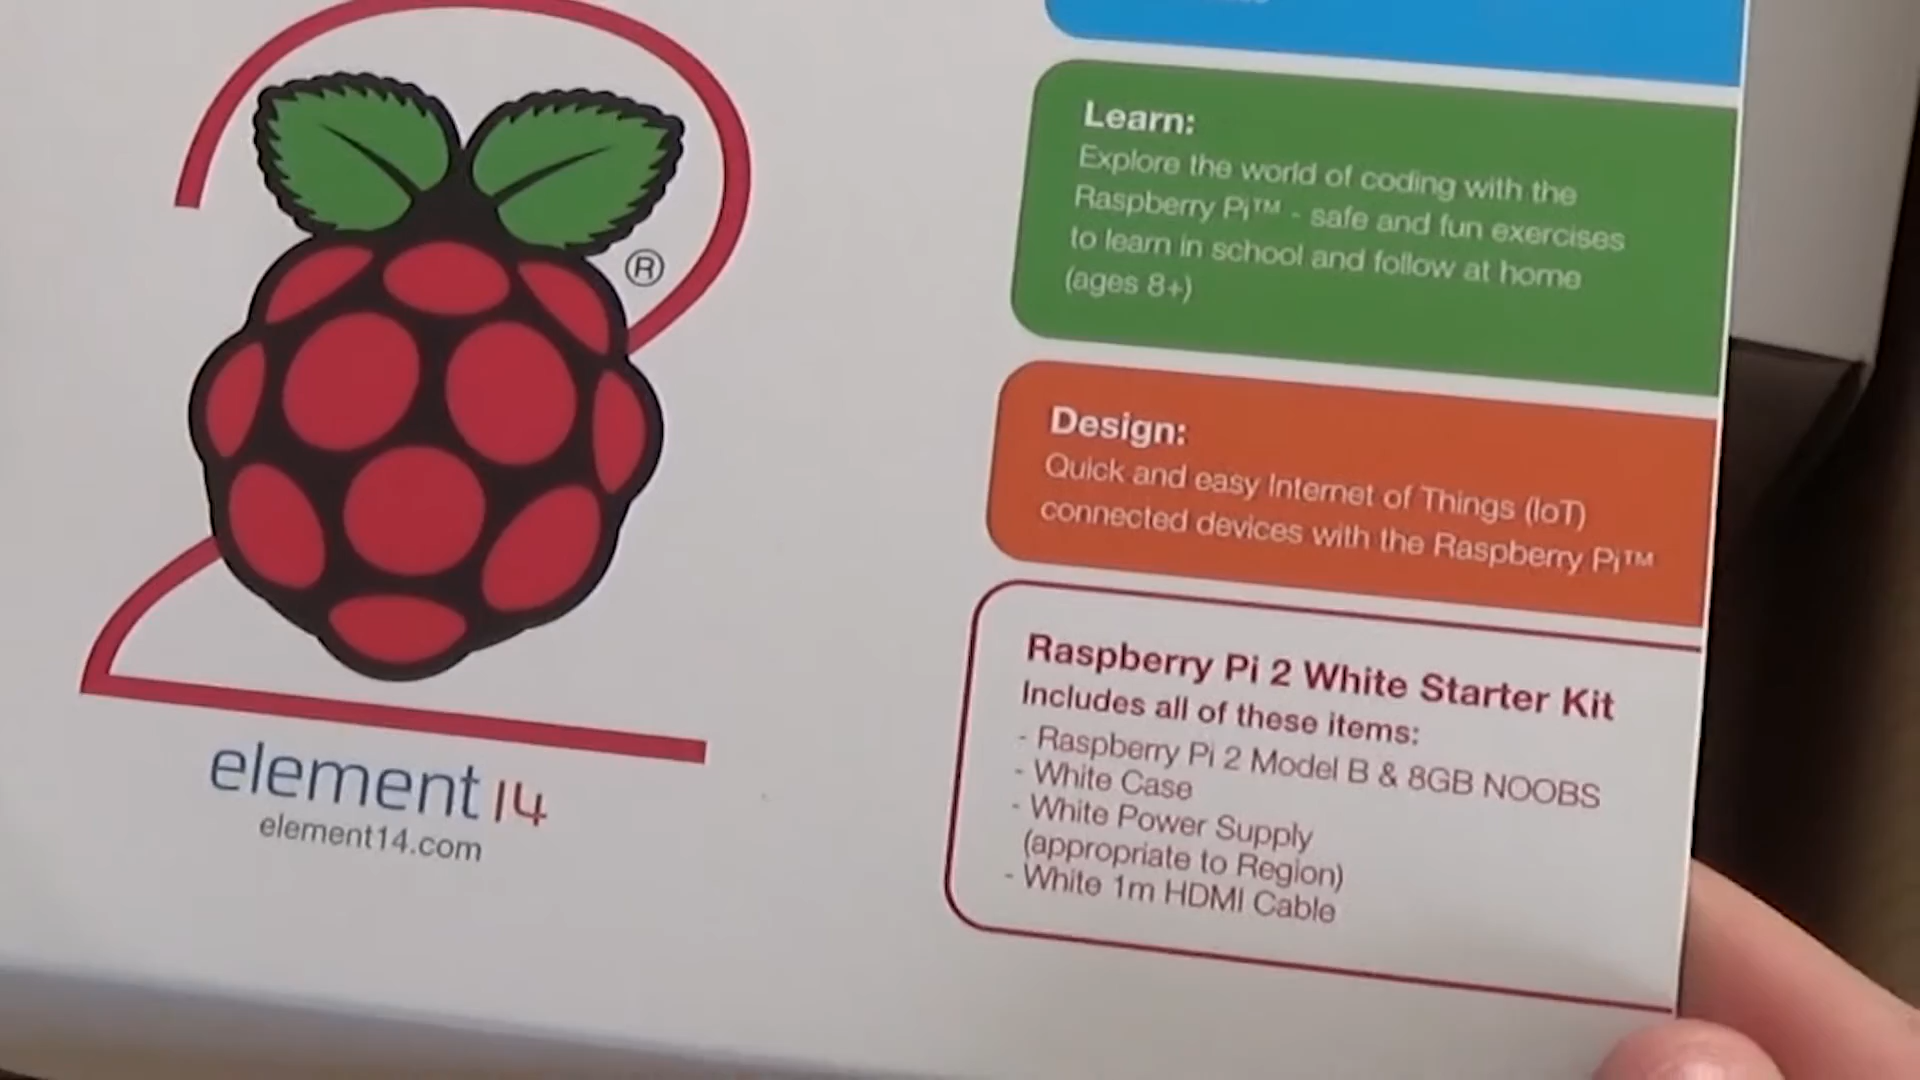 ®
element14
element14.com
Learn:
Explore the world of coding with the
Raspberry Pi™ - safe and fun exercises
to learn in school and follow at home
(ages 8+)
Design:
Quick and easy Internet of Things (IoT)
connected devices with the Raspberry Pi™
Raspberry Pi 2 White Starter Kit
Includes all of these items:
- Raspberry Pi 2 Model B & 8GB NOOBS
- White Case
- White Power Supply
(appropriate to Region)
- White 1m HDMI Cable